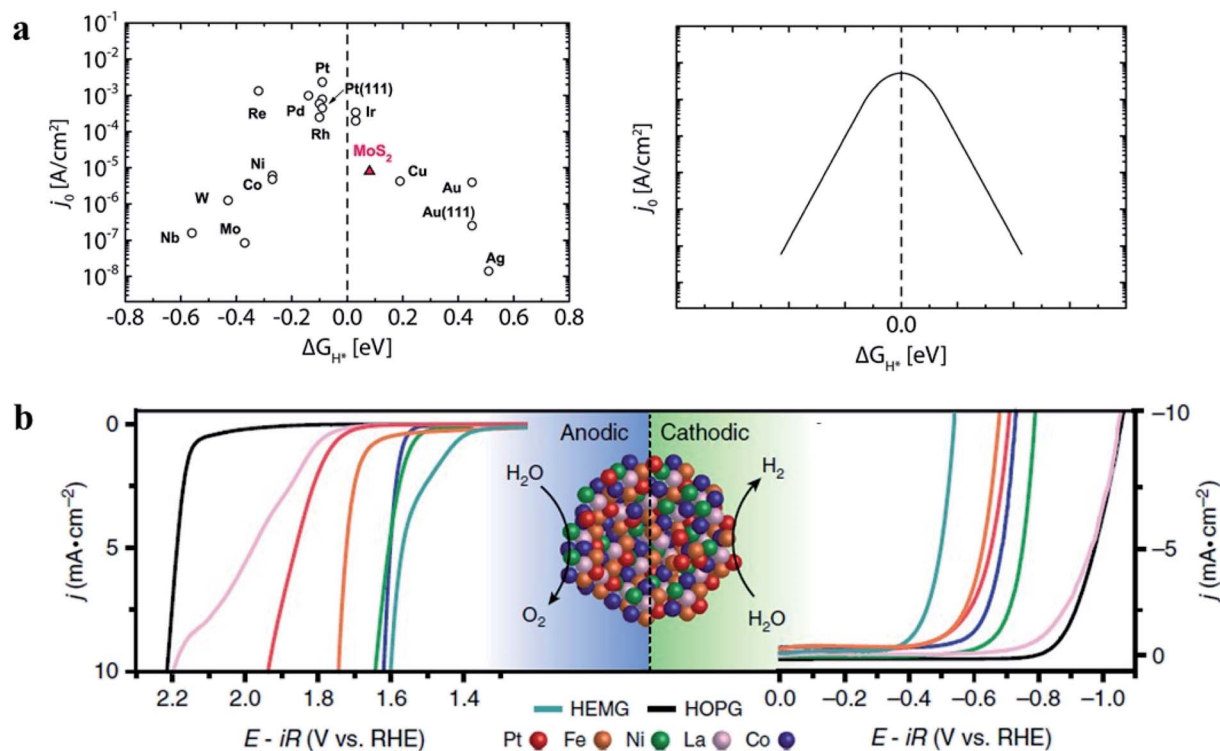 a
10⁻¹
10⁻²
10⁻³
10⁻⁴
10⁻⁵
10⁻⁶
10⁻⁷
10⁻⁸
j₀ [A/cm²]
Pt
Pt(111)
Re
Pd
Rh
Ir
MoS₂
Ni
Co
Cu
W
Au
Au(111)
Nb
Mo
Ag
-0.8 -0.6 -0.4 -0.2 0.0 0.2 0.4 0.6 0.8
ΔG_H* [eV]
j₀ [A/cm²]
0.0
ΔG_H* [eV]
b
0
5
10
j (mA•cm⁻²)
2.2 2.0 1.8 1.6 1.4
E - iR (V vs. RHE)
Anodic Cathodic
H₂O
O₂
H₂
H₂O
HEMG HOPG
Pt Fe Ni La Co
−10
−5
0
j (mA•cm⁻²)
0.0 −0.2 −0.4 −0.6 −0.8 −1.0
E - iR (V vs. RHE)